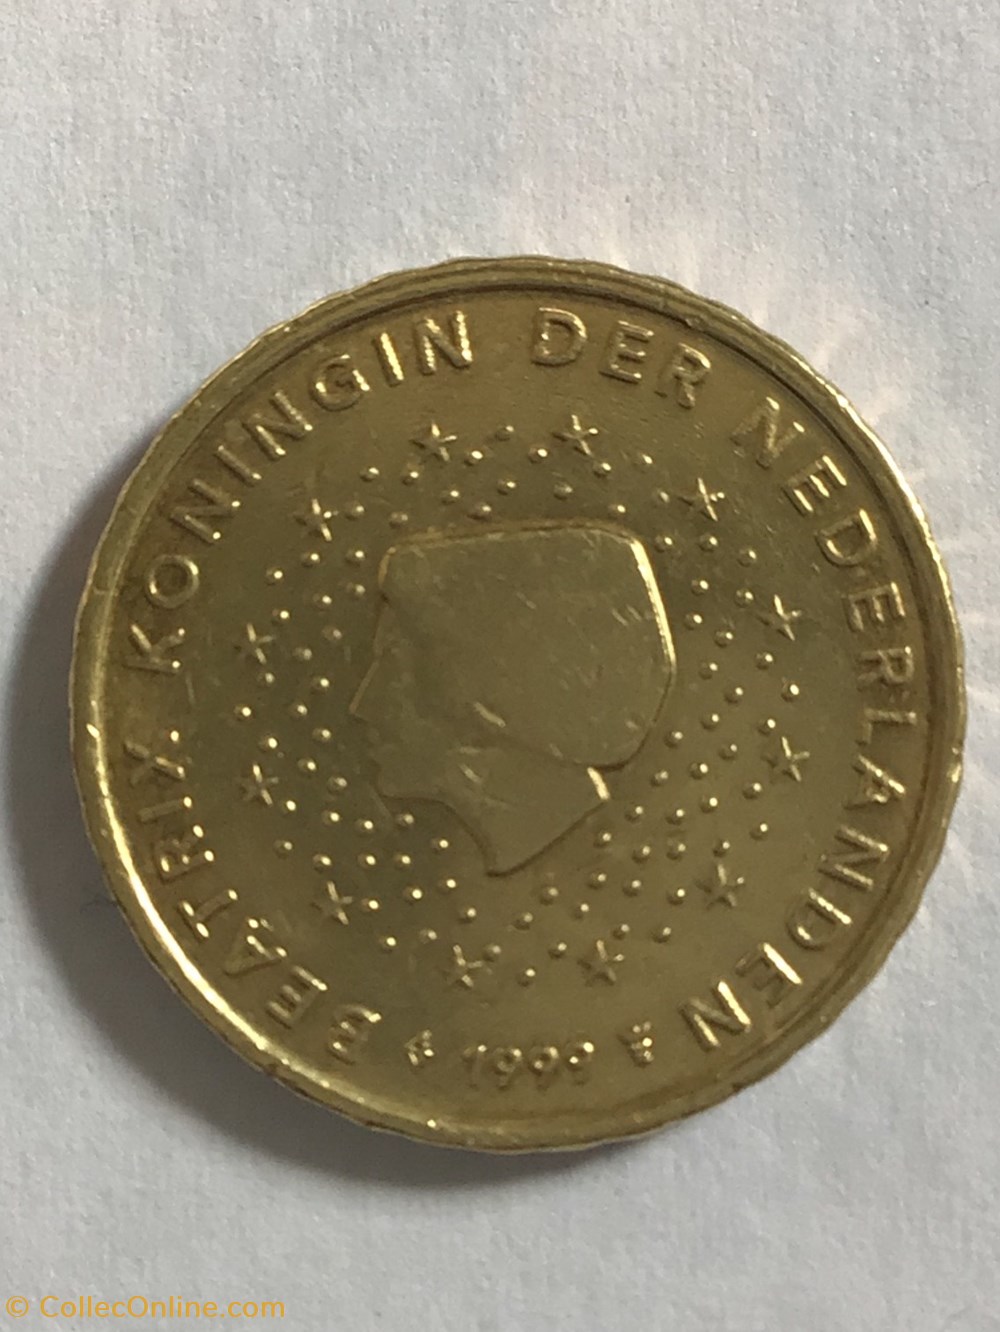 BEATRIX KONINGIN DER NEDERLANDEN
1999
© CollecOnline.com